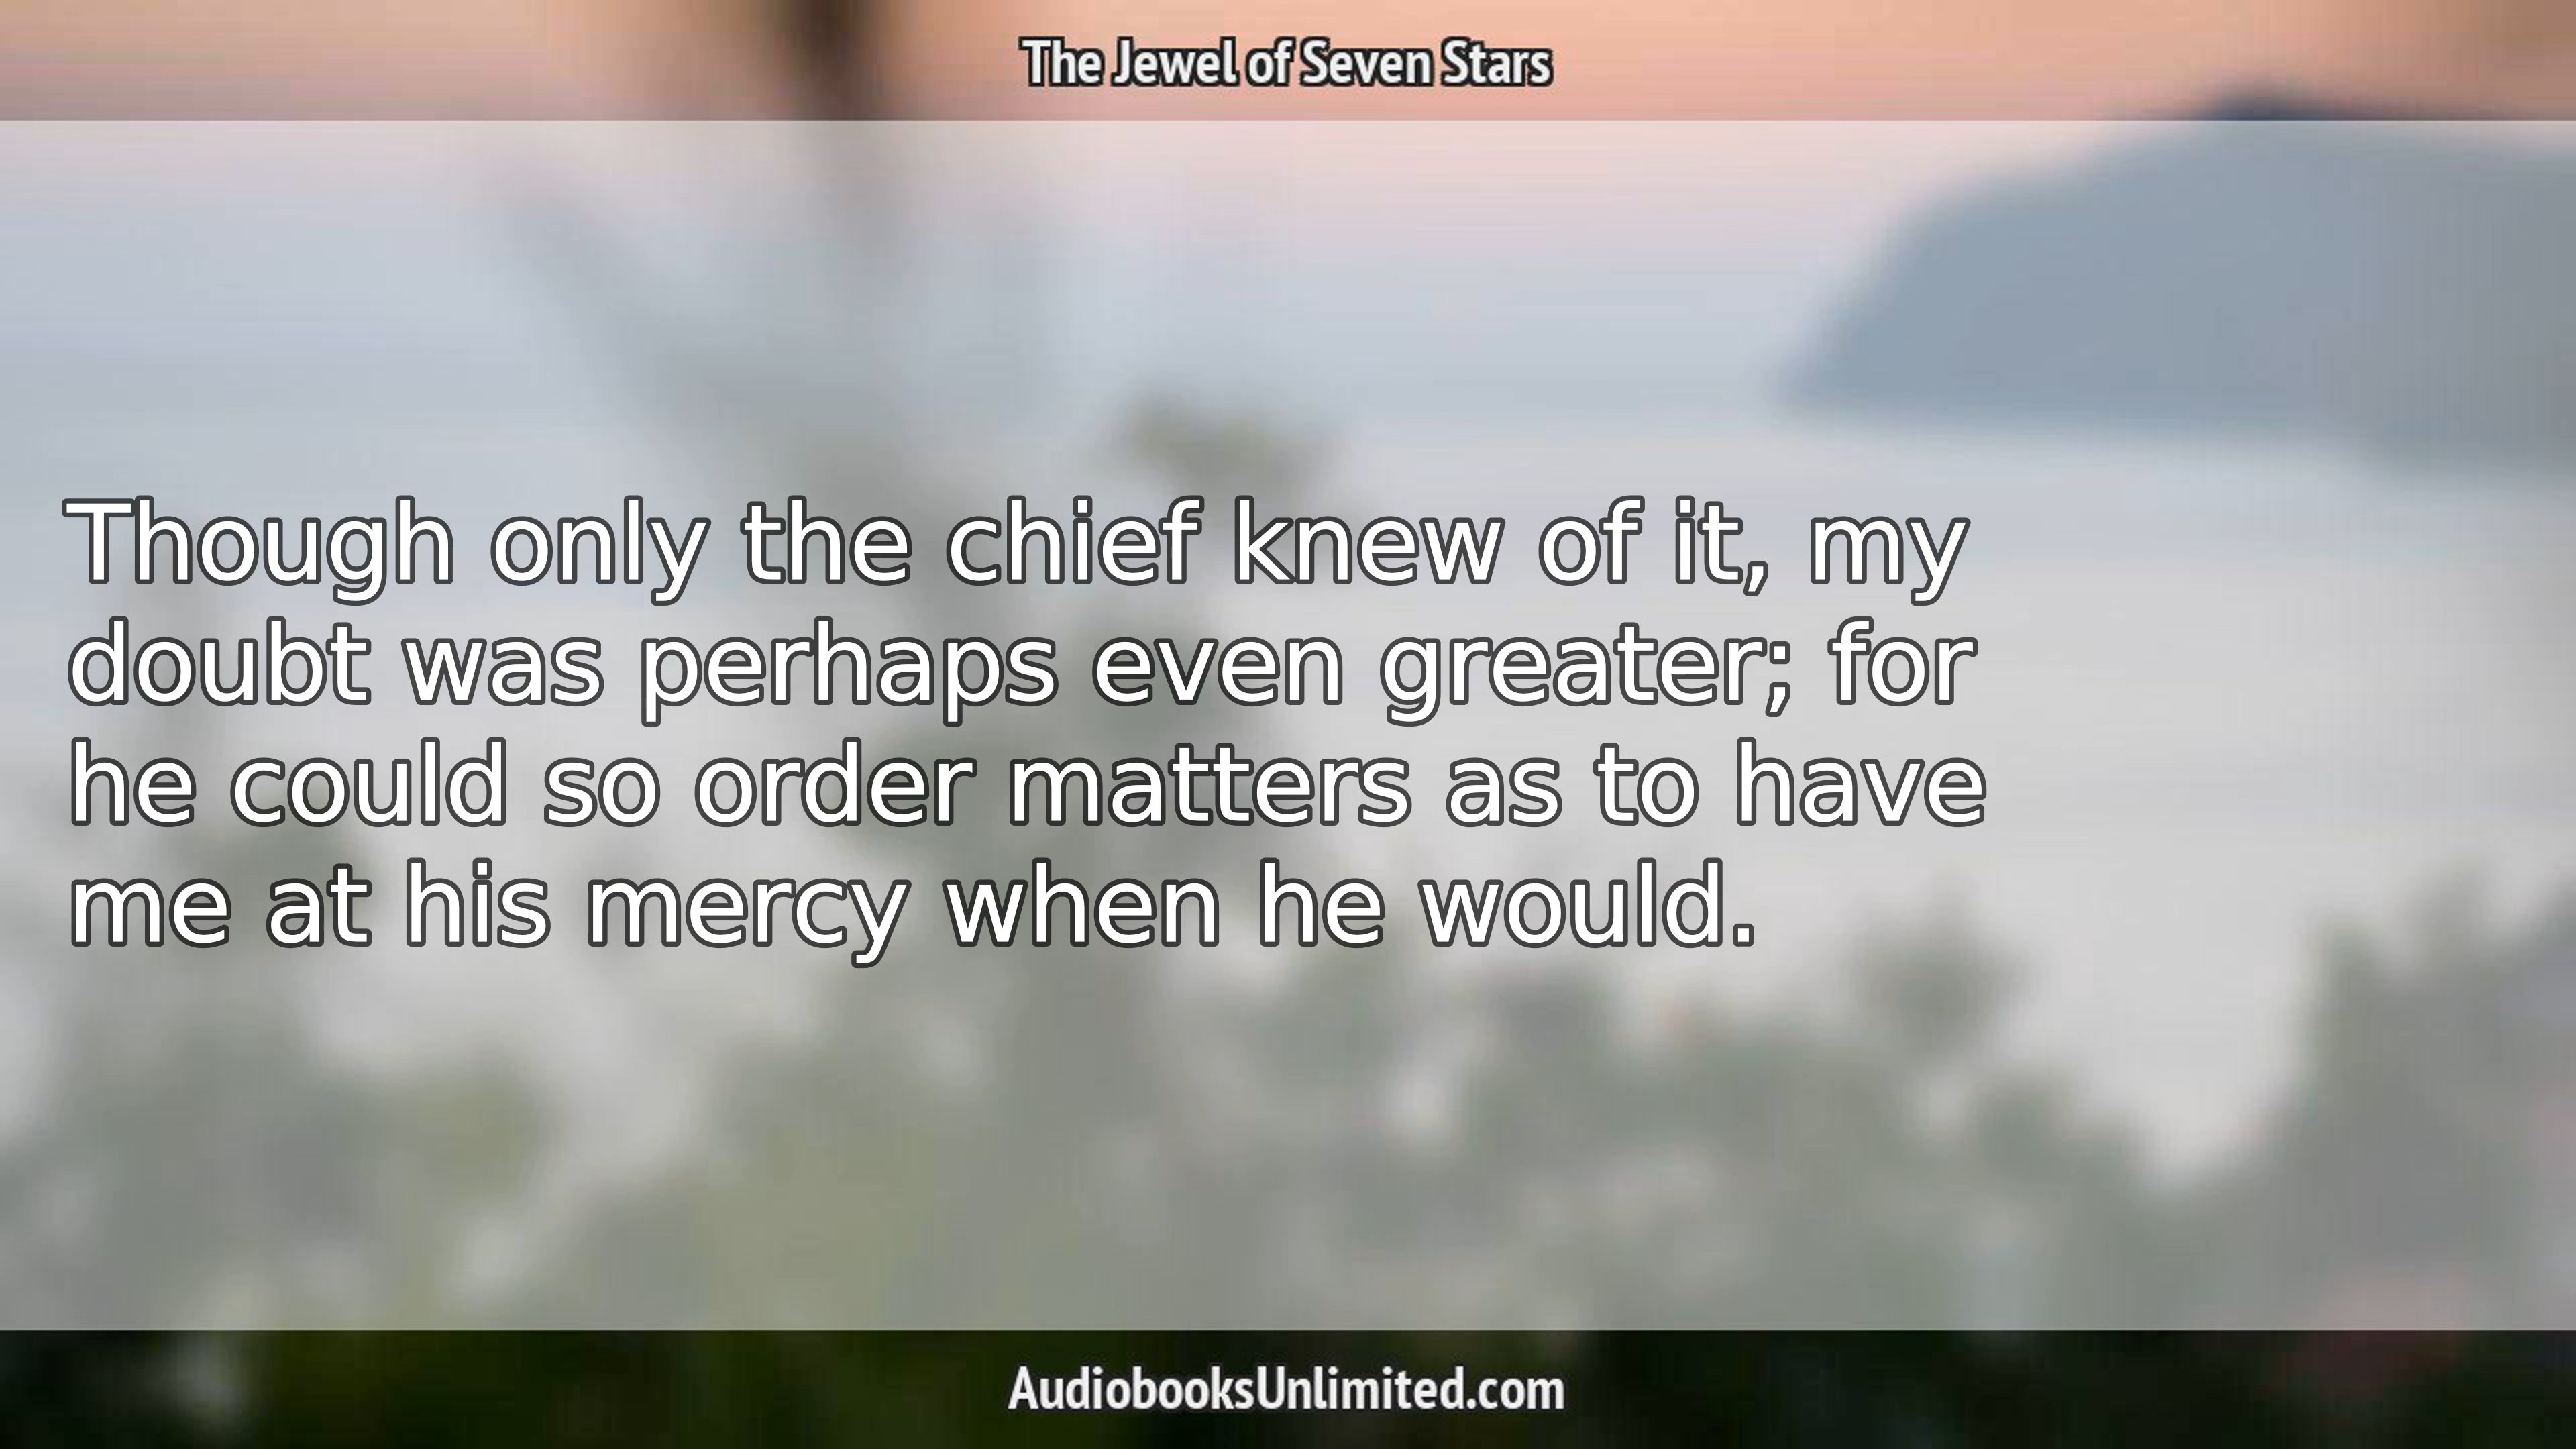 The Jewel of Seven Stars
Though only the chief knew of it, my
doubt was perhaps even greater; for
he could so order matters as to have
me at his mercy when he would.
AudiobooksUnlimited.com